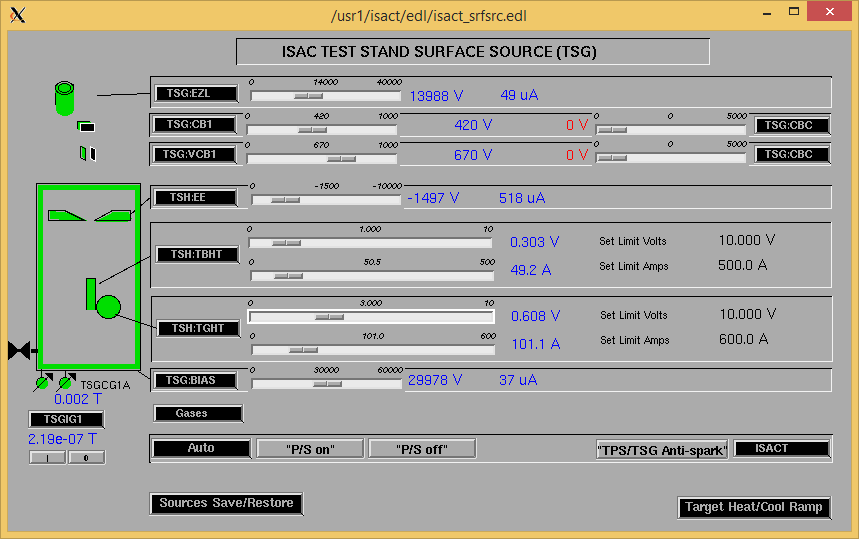 /usr1/isact/edl/isact_srfsrc.edl
ISAC TEST STAND SURFACE SOURCE (TSG)
0 14000 40000
TSG:EZL 13988 V 49 uA
0 420 1000 0 5000
TSG:CB1 420 V 0 V TSG:CBC
0 670 1000 0 5000
TSG:VCB1 670 V 0 V TSG:CBC
0 -1500 -10000
TSH:EE -1497 V 518 uA
0 1.000 10
0.303 V Set Limit Volts 10.000 V
TSH:TBHT
0 50.5 500
49.2 A Set Limit Amps 500.0 A
0 3.000 10
0.608 V Set Limit Volts 10.000 V
TSH:TGHT
0 101.0 600
101.1 A Set Limit Amps 600.0 A
0 30000 60000
TSG:BIAS 29978 V 37 uA
TSGCG1A
0.002 T
TSGIG1
2.19e-07 T
I 0
Gases
Auto "P/S on" "P/S off" "TPS/TSG Anti-spark" ISACT
Sources Save/Restore
Target Heat/Cool Ramp